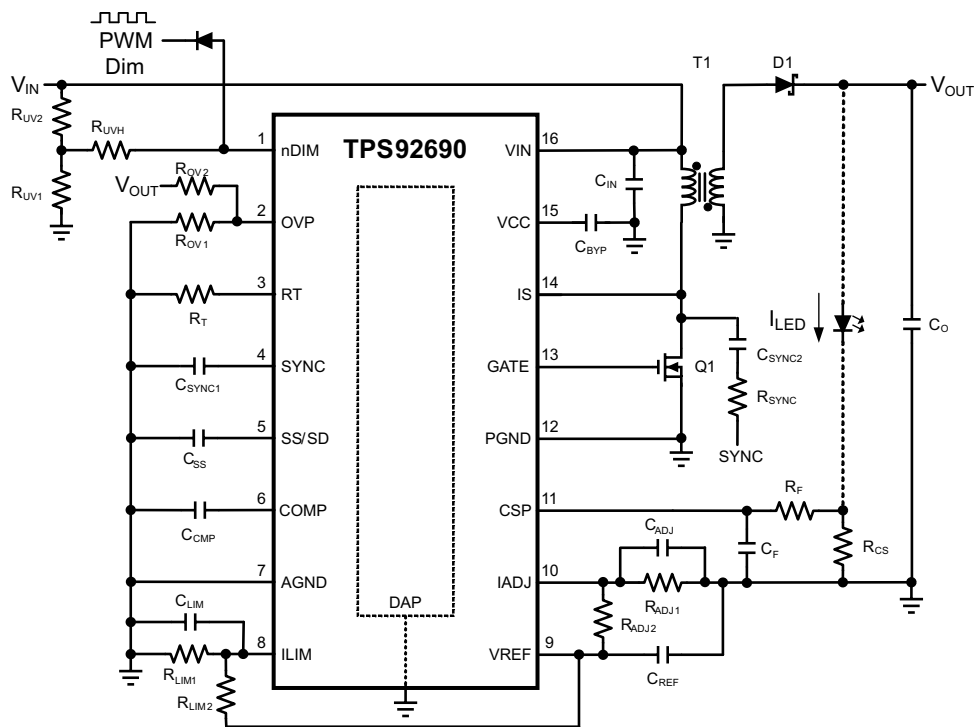 PWM
Dim
T1
D1
VIN
VOUT
RUV2
RUVH
1
nDIM
TPS92690
VIN
16
ROV2
CIN
VOUT
RUV1
2
OVP
VCC
15
ROV1
CBYP
3
RT
IS
14
RT
ILED
CO
4
SYNC
GATE
13
Q1
CSYNC2
CSYNC1
RSYNC
5
SS/SD
PGND
12
CSS
SYNC
6
COMP
CSP
11
RF
CCMP
CADJ
CF
RCS
7
AGND
IADJ
10
CLIM
DAP
RADJ1
RADJ2
8
ILIM
VREF
9
RLIM1
CREF
RLIM2